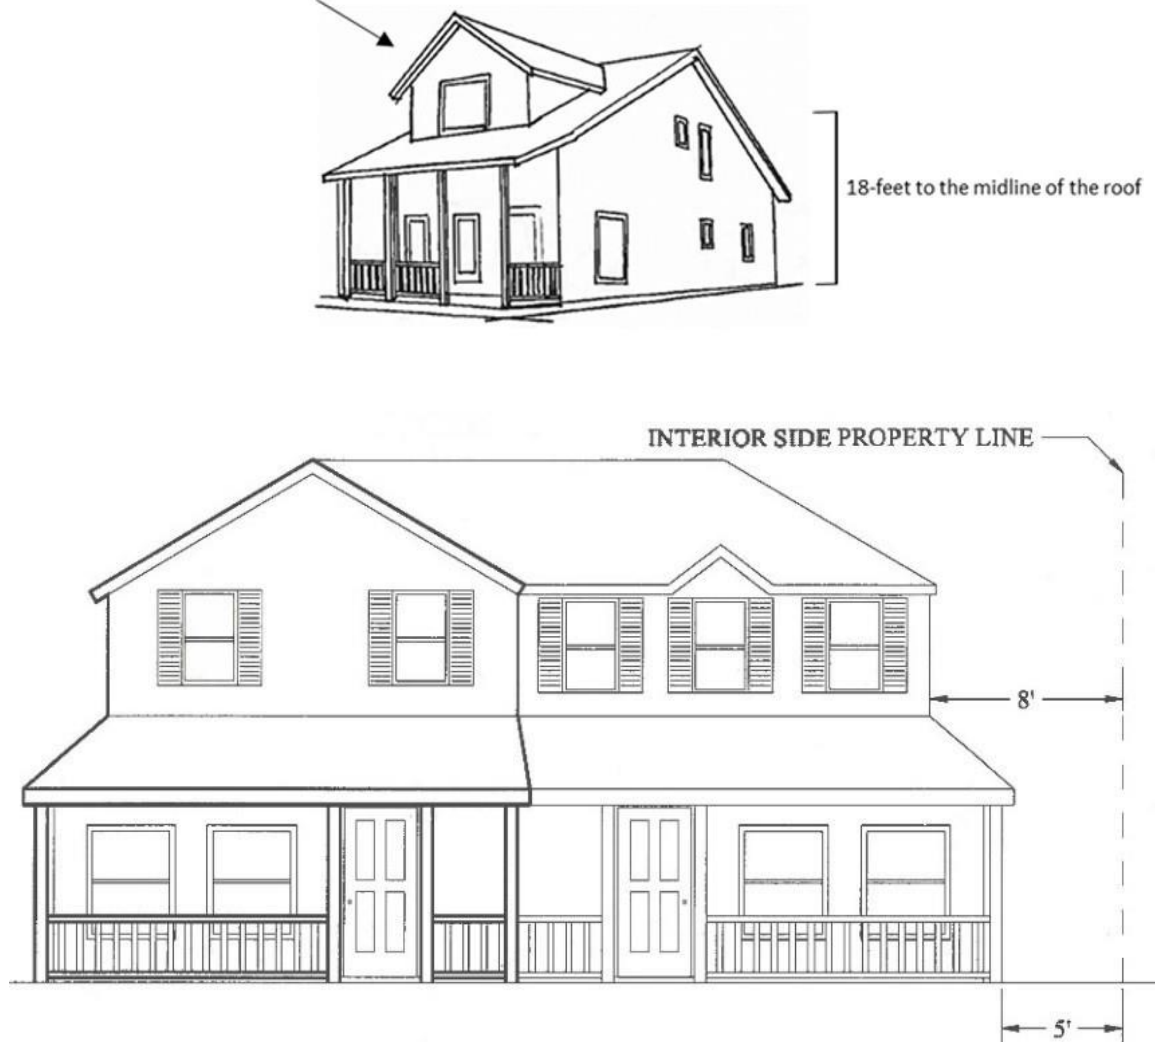 18-feet to the midline of the roof
INTERIOR SIDE PROPERTY LINE
8'
5'